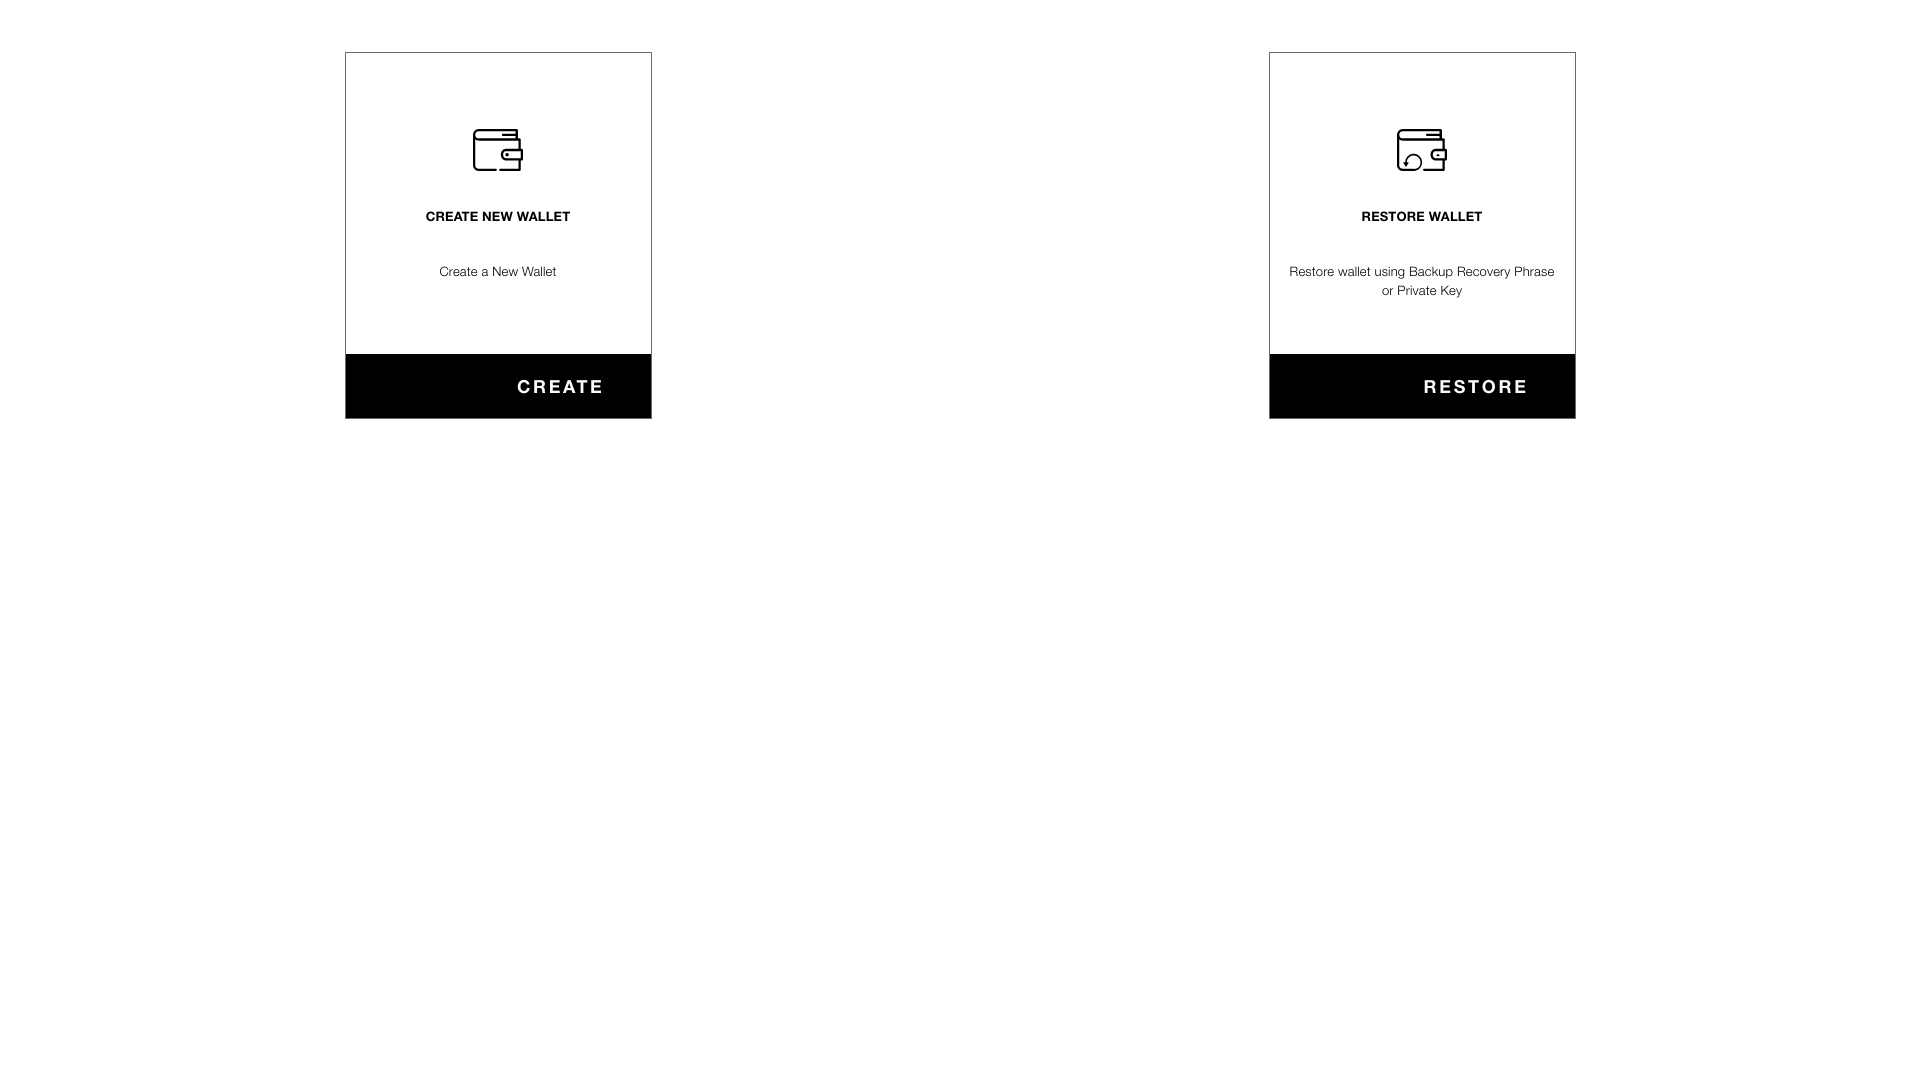 CREATE NEW WALLET
Create a New Wallet
CREATE
RESTORE WALLET
Restore wallet using Backup Recovery Phrase
or Private Key
RESTORE